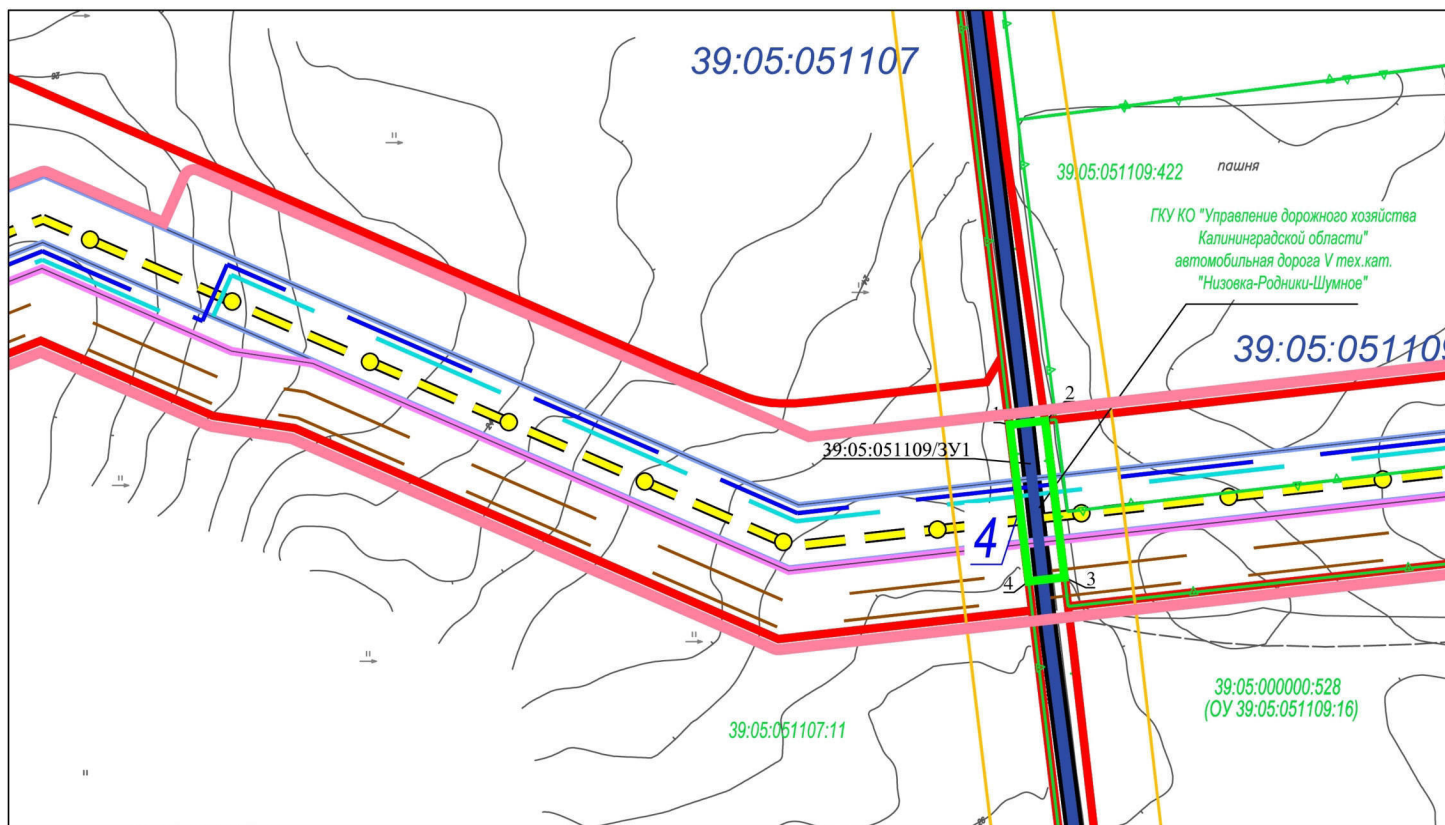 39:05:051107
39:05:051109:422
пашня
ГКУ КО "Управление дорожного хозяйства
Калининградской области"
автомобильная дорога V тех.кат.
"Низовка-Родники-Шумное"
39:05:051109
1
2
39:05:051109/ЗУ1
4
4
3
39:05:000000:528
(ОУ 39:05:051109:16)
39:05:051107:11